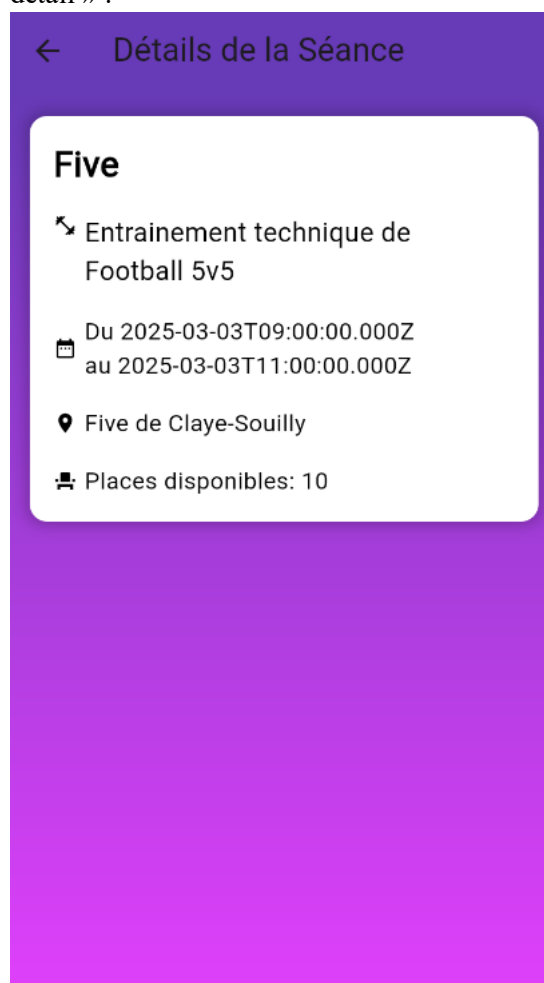 détail » :
Détails de la Séance
Five
Entrainement technique de
Football 5v5
Du 2025-03-03T09:00:00.000Z
au 2025-03-03T11:00:00.000Z
Five de Claye-Souilly
Places disponibles: 10